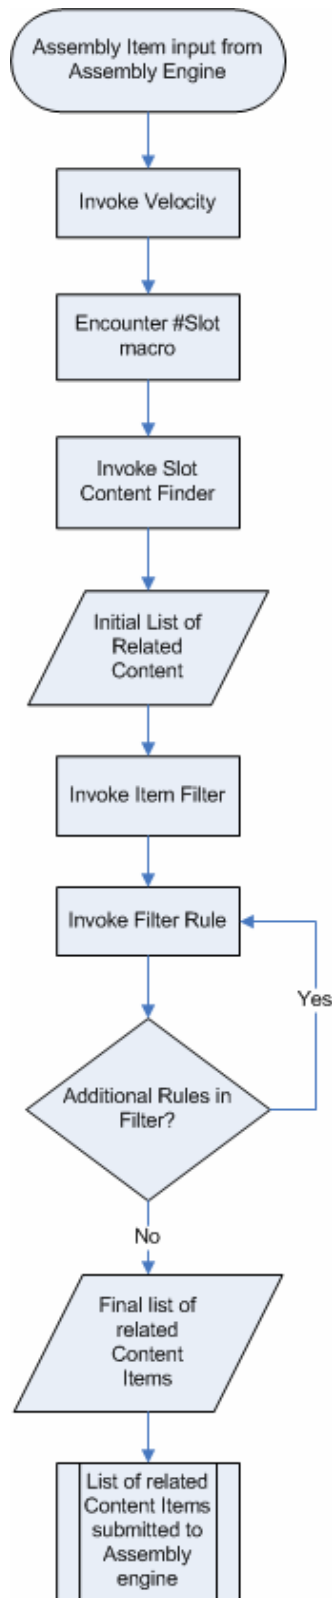 Assembly Item input from
Assembly Engine
Invoke Velocity
Encounter #Slot
macro
Invoke Slot
Content Finder
Initial List of
Related
Content
Invoke Item Filter
Invoke Filter Rule
Yes
Additional Rules in
Filter?
No
Final list of
related
Content
Items
List of related
Content Items
submitted to
Assembly
engine